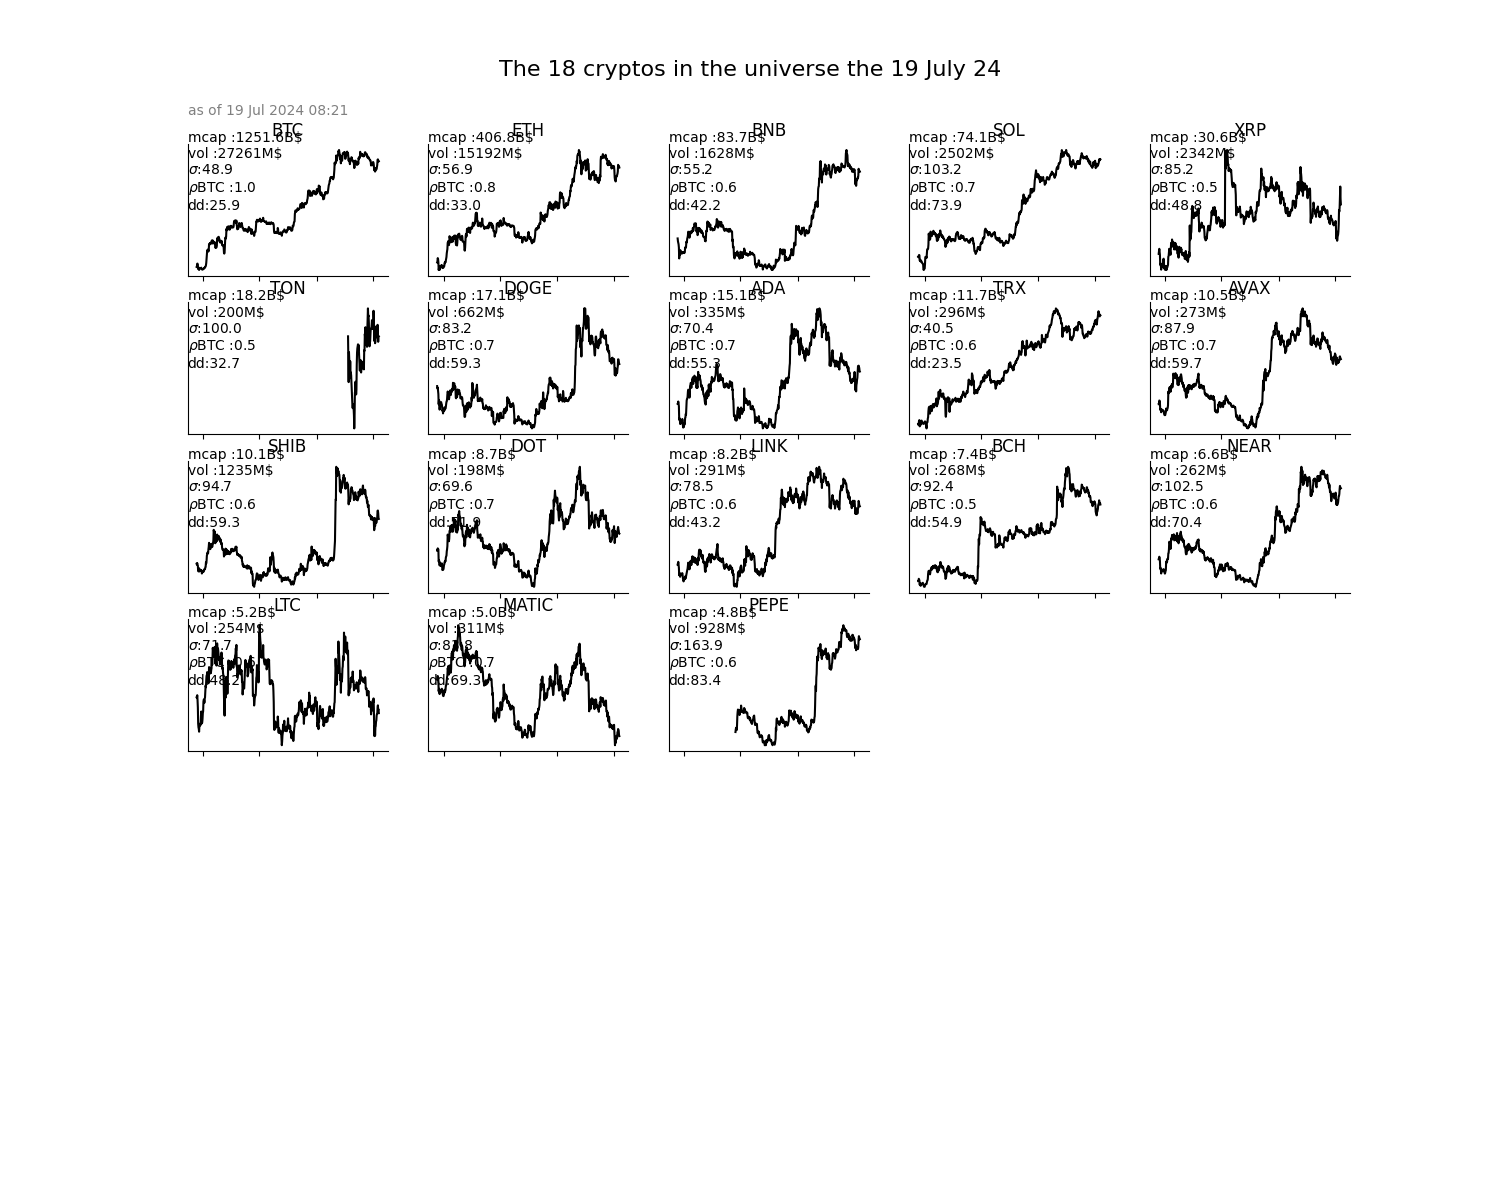 The 18 cryptos in the universe the 19 July 24
as of 19 Jul 2024 08:21
BTC
mcap :1251.6B$
vol :27261M$
σ:48.9
ρBTC :1.0
dd:25.9
ETH
mcap :406.8B$
vol :15192M$
σ:56.9
ρBTC :0.8
dd:33.0
BNB
mcap :83.7B$
vol :1628M$
σ:55.2
ρBTC :0.6
dd:42.2
SOL
mcap :74.1B$
vol :2502M$
σ:103.2
ρBTC :0.7
dd:73.9
XRP
mcap :30.6B$
vol :2342M$
σ:85.2
ρBTC :0.5
dd:48.8
TON
mcap :18.2B$
vol :200M$
σ:100.0
ρBTC :0.5
dd:32.7
DOGE
mcap :17.1B$
vol :662M$
σ:83.2
ρBTC :0.7
dd:59.3
ADA
mcap :15.1B$
vol :335M$
σ:70.4
ρBTC :0.7
dd:55.3
TRX
mcap :11.7B$
vol :296M$
σ:40.5
ρBTC :0.6
dd:23.5
AVAX
mcap :10.5B$
vol :273M$
σ:87.9
ρBTC :0.7
dd:59.7
SHIB
mcap :10.1B$
vol :1235M$
σ:94.7
ρBTC :0.6
dd:59.3
DOT
mcap :8.7B$
vol :198M$
σ:69.6
ρBTC :0.7
dd:51.9
LINK
mcap :8.2B$
vol :291M$
σ:78.5
ρBTC :0.6
dd:43.2
BCH
mcap :7.4B$
vol :268M$
σ:92.4
ρBTC :0.5
dd:54.9
NEAR
mcap :6.6B$
vol :262M$
σ:102.5
ρBTC :0.6
dd:70.4
LTC
mcap :5.2B$
vol :254M$
σ:71.7
ρBTC :0.6
dd:48.2
MATIC
mcap :5.0B$
vol :311M$
σ:81.8
ρBTC :0.7
dd:69.3
PEPE
mcap :4.8B$
vol :928M$
σ:163.9
ρBTC :0.6
dd:83.4